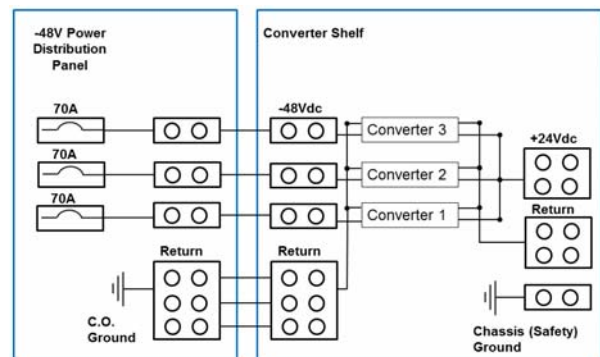 -48V Power
Distribution
Panel
Converter Shelf
70A
-48Vdc
Converter 3
+24Vdc
70A
Converter 2
70A
Converter 1
Return
Return
Return
C.O.
Ground
Chassis (Safety)
Ground